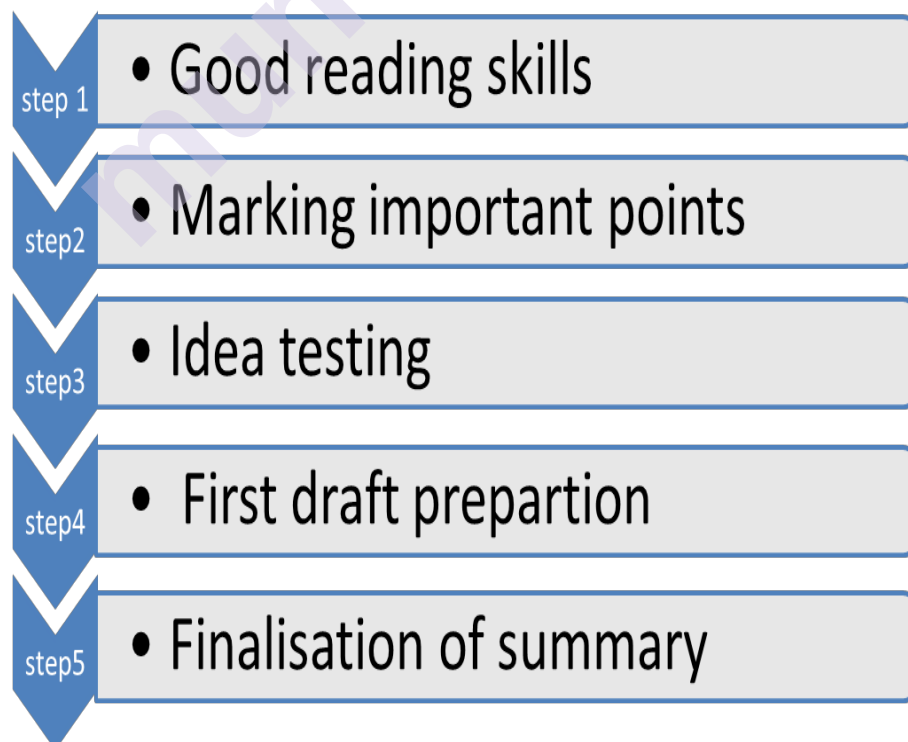 step 1
• Good reading skills
step2
• Marking important points
step3
• Idea testing
step4
• First draft prepartion
step5
• Finalisation of summary
mun